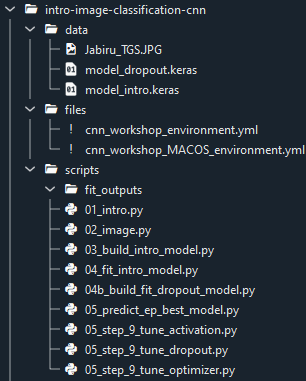 intro-image-classification-cnn
data
Jabiru_TGS.JPG
model_dropout.keras
model_intro.keras
files
cnn_workshop_environment.yml
cnn_workshop_MACOS_environment.yml
scripts
fit_outputs
01_intro.py
02_image.py
03_build_intro_model.py
04_fit_intro_model.py
04b_build_fit_dropout_model.py
05_predict_ep_best_model.py
05_step_9_tune_activation.py
05_step_9_tune_dropout.py
05_step_9_tune_optimizer.py